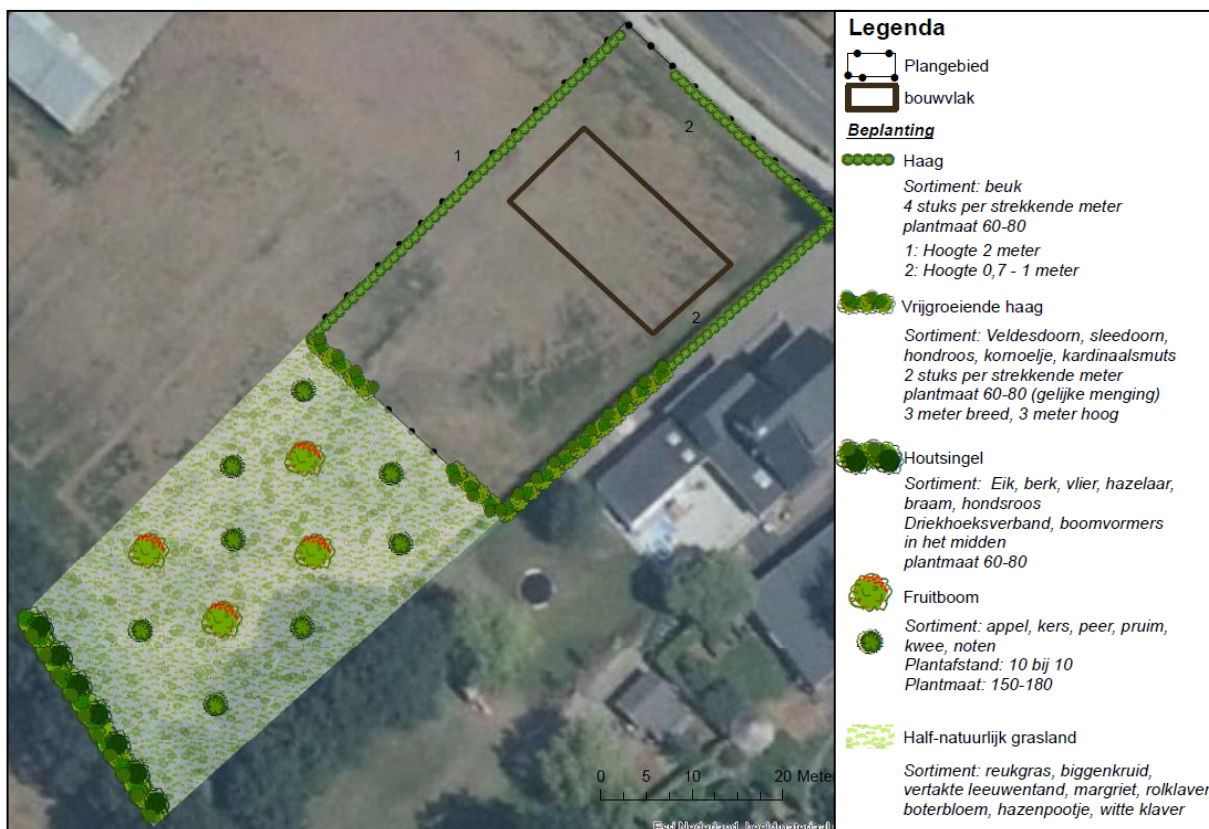 Legenda
Plangebied
bouwvlak
Beplanting
Haag
Sortiment: beuk
4 stuks per strekkende meter
plantmaat 60-80
1: Hoogte 2 meter
2: Hoogte 0,7 - 1 meter
Vrijgroeiende haag
Sortiment: Veldesdoorn, sleedoorn,
hondroos, kornoelje, kardinaalsmuts
2 stuks per strekkende meter
plantmaat 60-80 (gelijke menging)
3 meter breed, 3 meter hoog
Houtsingel
Sortiment: Eik, berk, vlier, hazelaar,
braam, hondsroos
Driekhoeksverband, boomvormers
in het midden
plantmaat 60-80
Fruitboom
Sortiment: appel, kers, peer, pruim,
kwee, noten
Plantafstand: 10 bij 10
Plantmaat: 150-180
Half-natuurlijk grasland
Sortiment: reukgras, biggenkruid,
vertakte leeuwentand, margriet, rolklaver
boterbloem, hazenpootje, witte klaver
2
1
2
0 5 10 20 Meter
Esri Nederland, beeldmateriaal